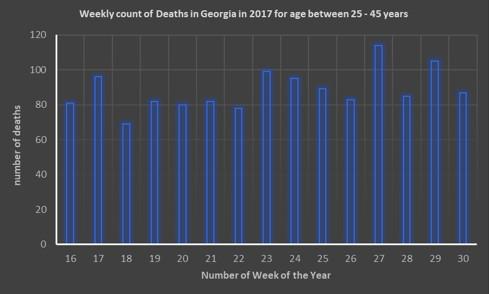 Weekly count of Deaths in Georgia in 2017 for age between 25 - 45 years
120
100
80
60
40
20
0
number of deaths
16 17 18 19 20 21 22 23 24 25 26 27 28 29 30
Number of Week of the Year